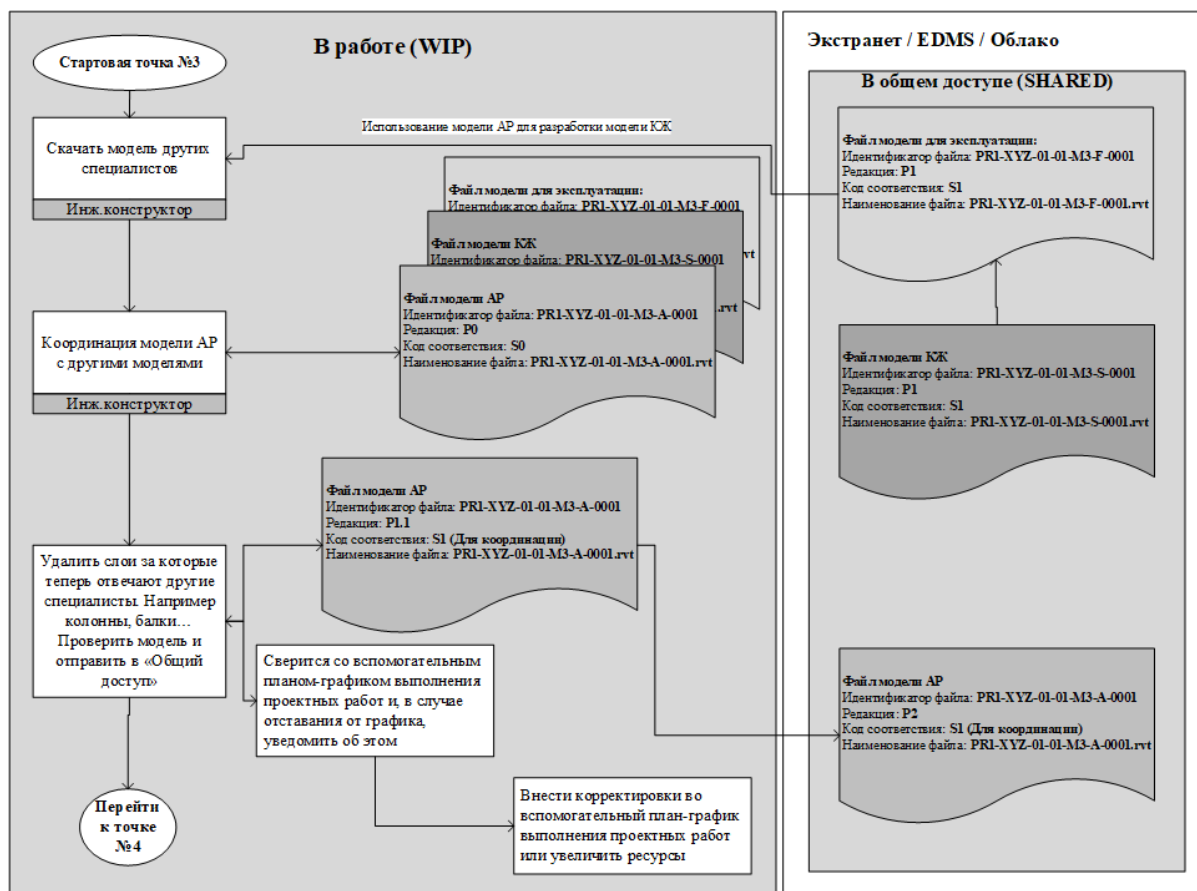 В работе (WIP)
Стартовая точка №3
Скачать модель других
специалистов
Инж.конструктор
Использование модели АР для разработки модели КЖ
Файл модели для эксплуатации:
Идентификатор файла: PR1-XYZ-01-01-M3-F-0001
rvt
Файл модели КЖ
Идентификатор файла: PR1-XYZ-01-01-M3-S-0001
.rvt
Файл модели АР
Идентификатор файла: PR1-XYZ-01-01-M3-A-0001
Редакция: P0
Код соответствия: S0
Наименование файла: PR1-XYZ-01-01-M3-A-0001.rvt
Координация модели АР
с другими моделями
Инж.конструктор
Файл модели АР
Идентификатор файла: PR1-XYZ-01-01-M3-A-0001
Редакция: P1.1
Код соответствия: S1 (Для координации)
Наименование файла: PR1-XYZ-01-01-M3-A-0001.rvt
Удалить слои за которые
теперь отвечают другие
специалисты. Например
колонны, балки…
Проверить модель и
отправить в «Общий
доступ»
Сверится со вспомогательным
планом-графиком выполнения
проектных работ и, в случае
отставания от графика,
уведомить об этом
Внести корректировки во
вспомогательный план-график
выполнения проектных работ
или увеличить ресурсы
Перейти
к точке
№4
Экстранет / EDMS / Облако
В общем доступе (SHARED)
Файл модели для эксплуатации:
Идентификатор файла: PR1-XYZ-01-01-M3-F-0001
Редакция: P1
Код соответствия: S1
Наименование файла: PR1-XYZ-01-01-M3-F-0001.rvt
Файл модели КЖ
Идентификатор файла: PR1-XYZ-01-01-M3-S-0001
Редакция: P1
Код соответствия: S1
Наименование файла: PR1-XYZ-01-01-M3-S-0001.rvt
Файл модели АР
Идентификатор файла: PR1-XYZ-01-01-M3-A-0001
Редакция: P2
Код соответствия: S1 (Для координации)
Наименование файла: PR1-XYZ-01-01-M3-A-0001.rvt